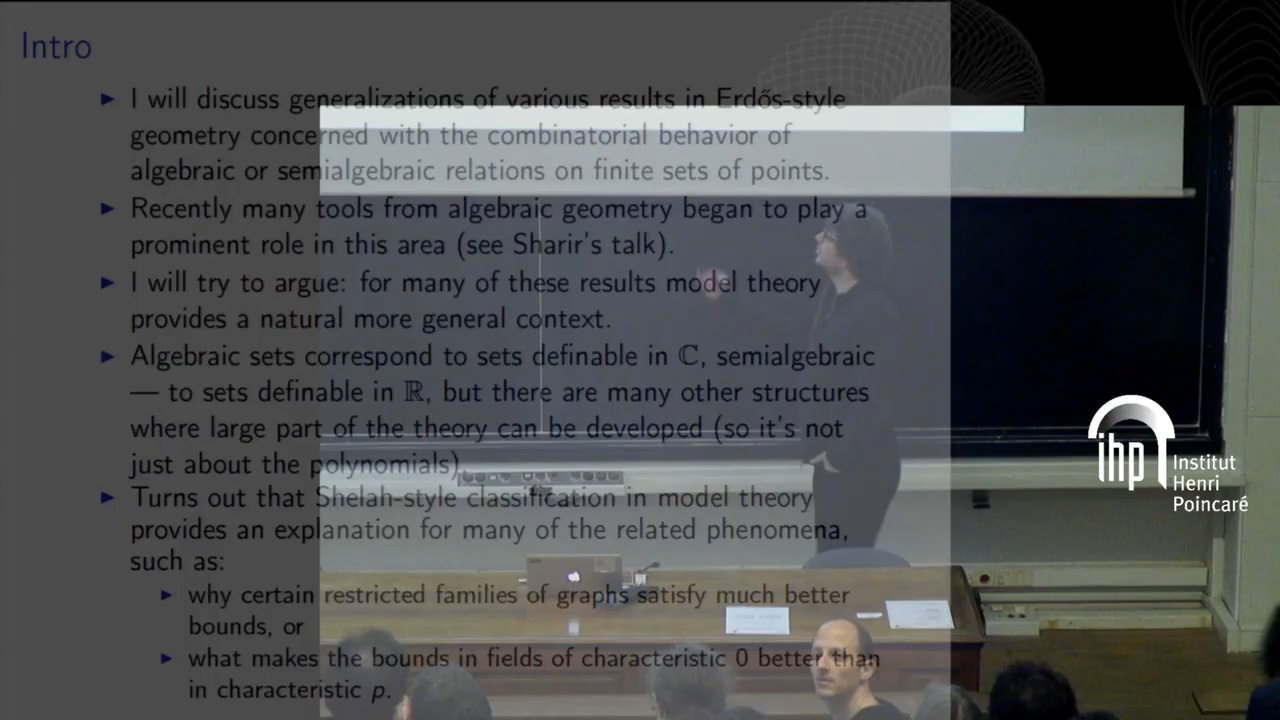 Intro
▶ I will discuss generalizations of various results in Erdős-style
geometry concerned with the combinatorial behavior of
algebraic or semialgebraic relations on finite sets of points.
▶ Recently many tools from algebraic geometry began to play a
prominent role in this area (see Sharir's talk).
▶ I will try to argue: for many of these results model theory
provides a natural more general context.
▶ Algebraic sets correspond to sets definable in ℂ, semialgebraic
— to sets definable in ℝ, but there are many other structures
where large part of the theory can be developed (so it's not
just about the polynomials)
▶ Turns out that Shelah-style classification in model theory
provides an explanation for many of the related phenomena,
such as:
▶ why certain restricted families of graphs satisfy much better
bounds, or
▶ what makes the bounds in fields of characteristic 0 better than
in characteristic p.
ihp
Institut
Henri
Poincaré